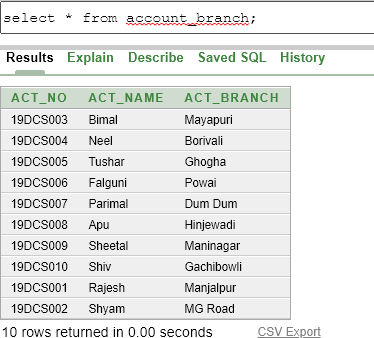 select * from account_branch;
Results Explain Describe Saved SQL History
ACT_NO ACT_NAME ACT_BRANCH
19DCS003 Bimal Mayapuri
19DCS004 Neel Borivali
19DCS005 Tushar Ghogha
19DCS006 Falguni Powai
19DCS007 Parimal Dum Dum
19DCS008 Apu Hinjewadi
19DCS009 Sheetal Maninagar
19DCS010 Shiv Gachibowli
19DCS001 Rajesh Manjalpur
19DCS002 Shyam MG Road
10 rows returned in 0.00 seconds CSV Export